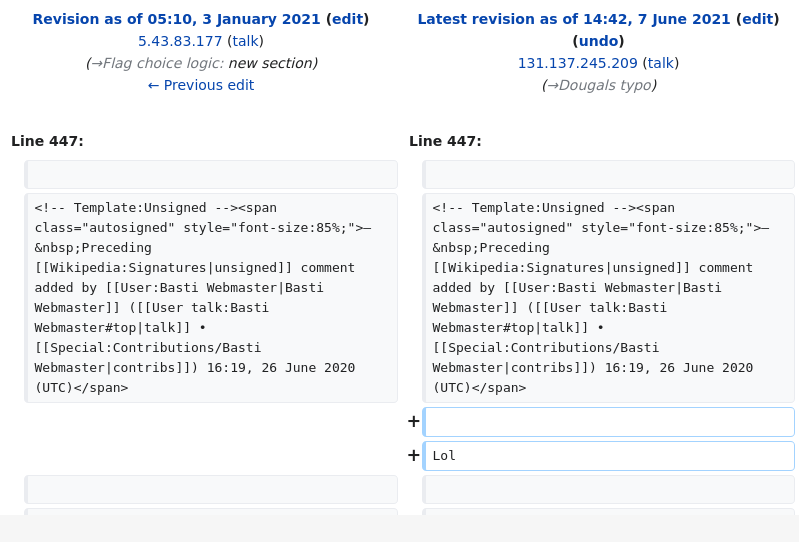 Revision as of 05:10, 3 January 2021 (edit)
5.43.83.177 (talk)
(→Flag choice logic: new section)
← Previous edit
Latest revision as of 14:42, 7 June 2021 (edit)
(undo)
131.137.245.209 (talk)
(→Dougals typo)
Line 447:
Line 447:
<!-- Template:Unsigned --><span
class="autosigned" style="font-size:85%;">—
&nbsp;Preceding
[[Wikipedia:Signatures|unsigned]] comment
added by [[User:Basti Webmaster|Basti
Webmaster]] ([[User talk:Basti
Webmaster#top|talk]] •
[[Special:Contributions/Basti
Webmaster|contribs]]) 16:19, 26 June 2020
(UTC)</span>
<!-- Template:Unsigned --><span
class="autosigned" style="font-size:85%;">—
&nbsp;Preceding
[[Wikipedia:Signatures|unsigned]] comment
added by [[User:Basti Webmaster|Basti
Webmaster]] ([[User talk:Basti
Webmaster#top|talk]] •
[[Special:Contributions/Basti
Webmaster|contribs]]) 16:19, 26 June 2020
(UTC)</span>
+
+ Lol